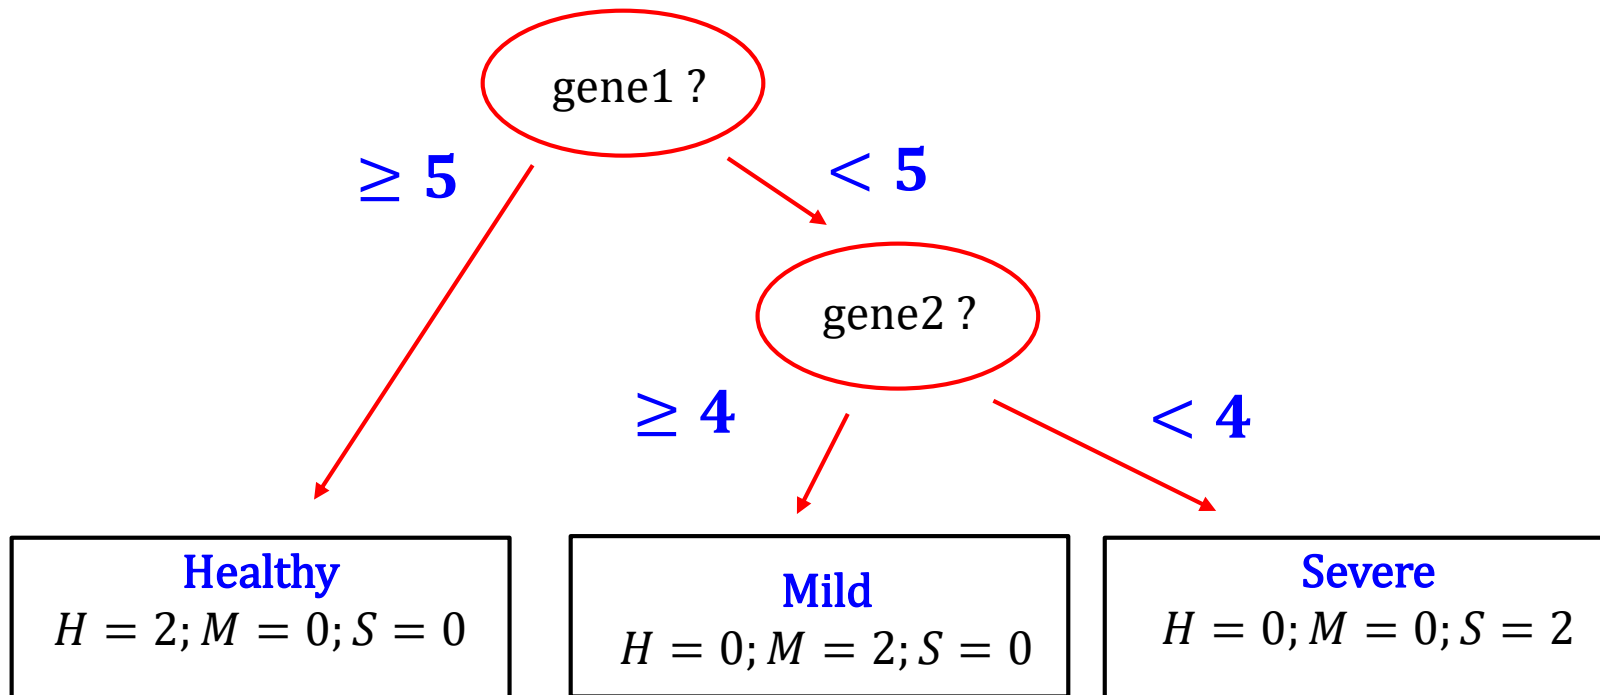 gene1 ?
≥ 5
< 5
gene2 ?
≥ 4
< 4
Healthy
H = 2; M = 0; S = 0
Mild
H = 0; M = 2; S = 0
Severe
H = 0; M = 0; S = 2